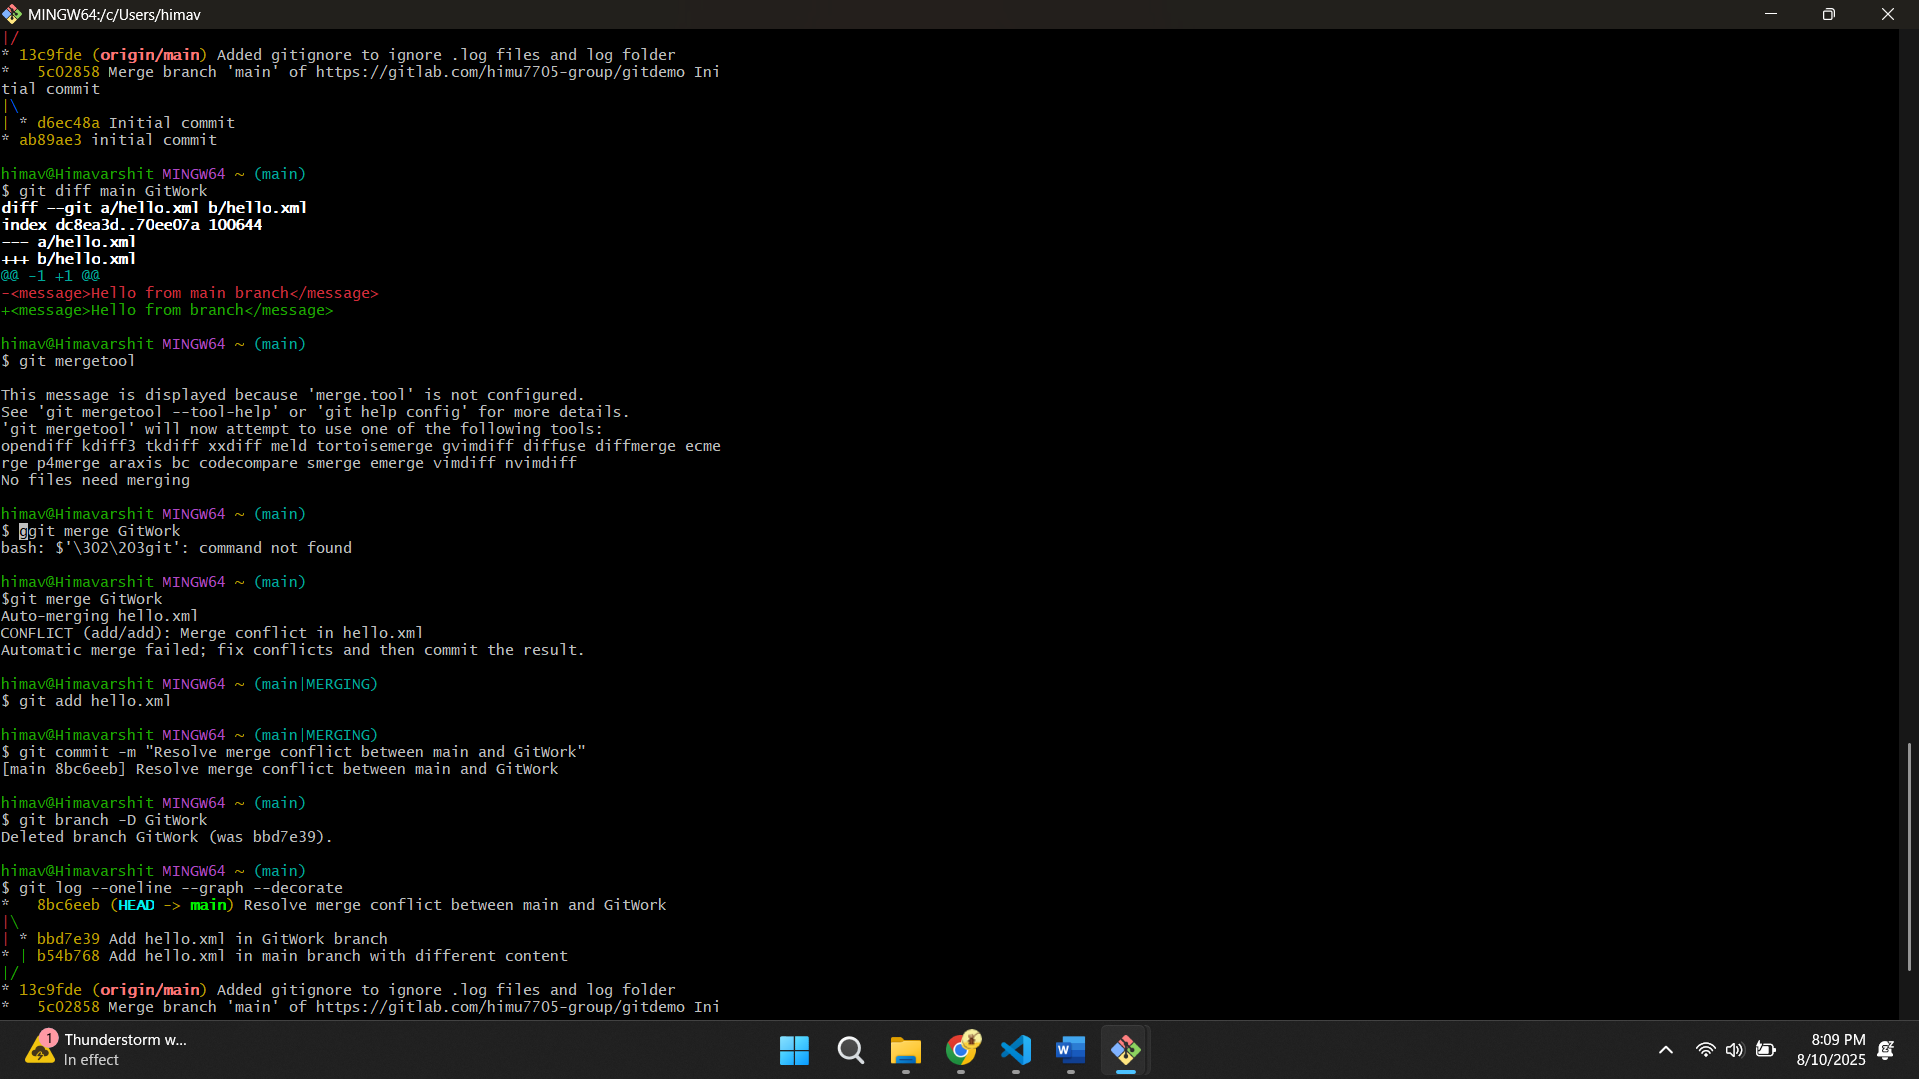 MINGW64:/c/Users/himav
|/
* 13c9fde (origin/main) Added gitignore to ignore .log files and log folder
*   5c02858 Merge branch 'main' of https://gitlab.com/himu7705-group/gitdemo Ini
tial commit
|\
| * d6ec48a Initial commit
* ab89ae3 initial commit
himav@Himavarshit MINGW64 ~ (main)
$ git diff main GitWork
diff --git a/hello.xml b/hello.xml
index dc8ea3d..70ee07a 100644
--- a/hello.xml
+++ b/hello.xml
@@ -1 +1 @@
-<message>Hello from main branch</message>
+<message>Hello from branch</message>
himav@Himavarshit MINGW64 ~ (main)
$ git mergetool
This message is displayed because 'merge.tool' is not configured.
See 'git mergetool --tool-help' or 'git help config' for more details.
'git mergetool' will now attempt to use one of the following tools:
opendiff kdiff3 tkdiff xxdiff meld tortoisemerge gvimdiff diffuse diffmerge ecme
rge p4merge araxis bc codecompare smerge emerge vimdiff nvimdiff
No files need merging
himav@Himavarshit MINGW64 ~ (main)
$ ggit merge GitWork
bash: $'\302\203git': command not found
himav@Himavarshit MINGW64 ~ (main)
$git merge GitWork
Auto-merging hello.xml
CONFLICT (add/add): Merge conflict in hello.xml
Automatic merge failed; fix conflicts and then commit the result.
himav@Himavarshit MINGW64 ~ (main|MERGING)
$ git add hello.xml
himav@Himavarshit MINGW64 ~ (main|MERGING)
$ git commit -m "Resolve merge conflict between main and GitWork"
[main 8bc6eeb] Resolve merge conflict between main and GitWork
himav@Himavarshit MINGW64 ~ (main)
$ git branch -D GitWork
Deleted branch GitWork (was bbd7e39).
himav@Himavarshit MINGW64 ~ (main)
$ git log --oneline --graph --decorate
*   8bc6eeb (HEAD -> main) Resolve merge conflict between main and GitWork
|\
| * bbd7e39 Add hello.xml in GitWork branch
* | b54b768 Add hello.xml in main branch with different content
|/
* 13c9fde (origin/main) Added gitignore to ignore .log files and log folder
*   5c02858 Merge branch 'main' of https://gitlab.com/himu7705-group/gitdemo Ini
1
Thunderstorm w...
In effect
W
8:09 PM
8/10/2025